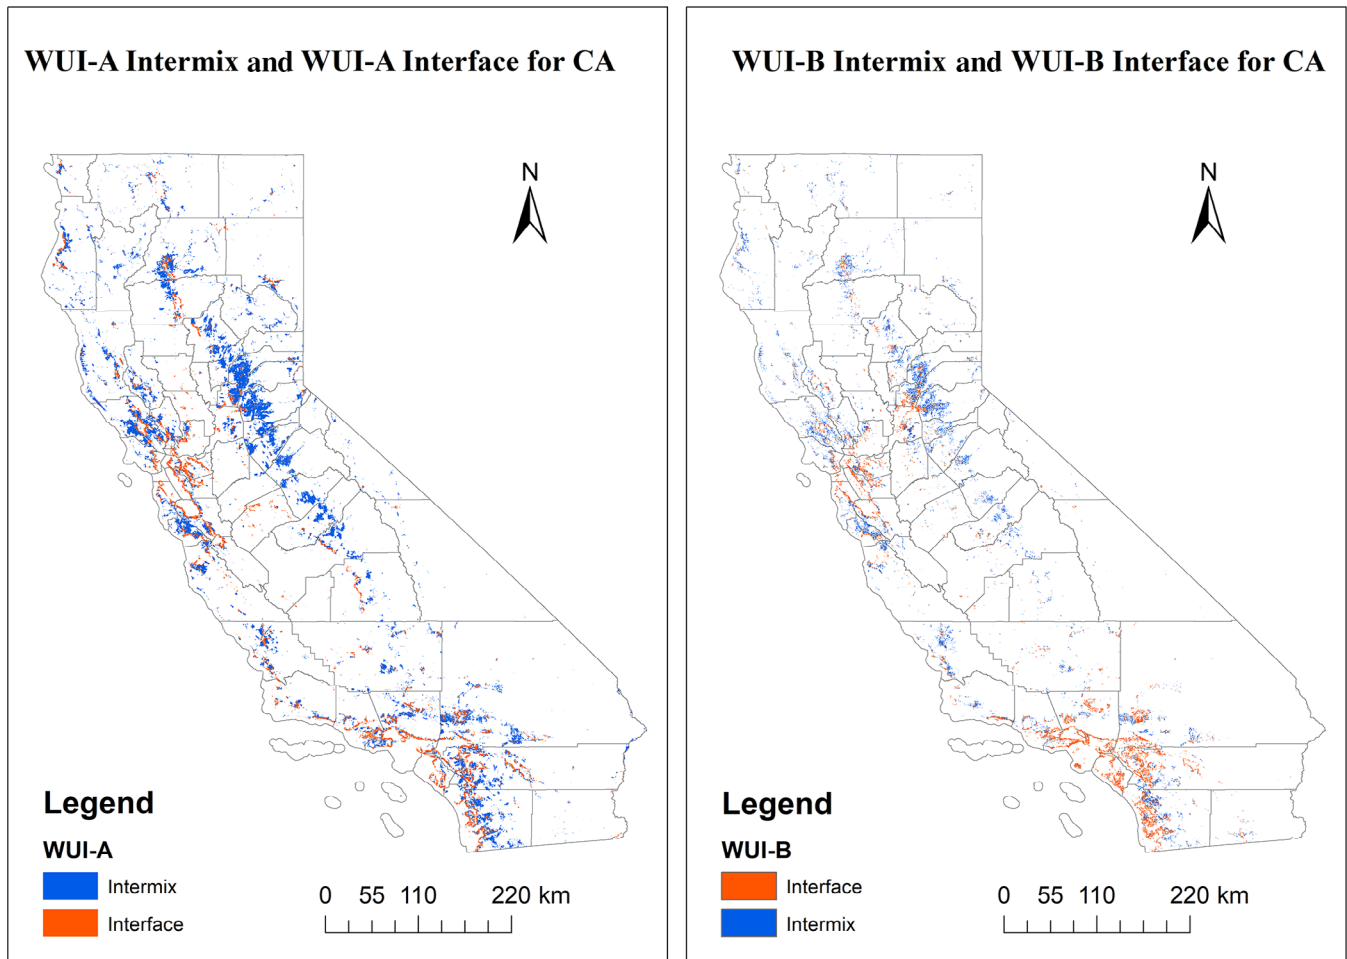 WUI-A Intermix and WUI-A Interface for CA
N
Legend
WUI-A
Intermix
Interface
0 55 110 220 km
WUI-B Intermix and WUI-B Interface for CA
N
Legend
WUI-B
Interface
Intermix
0 55 110 220 km